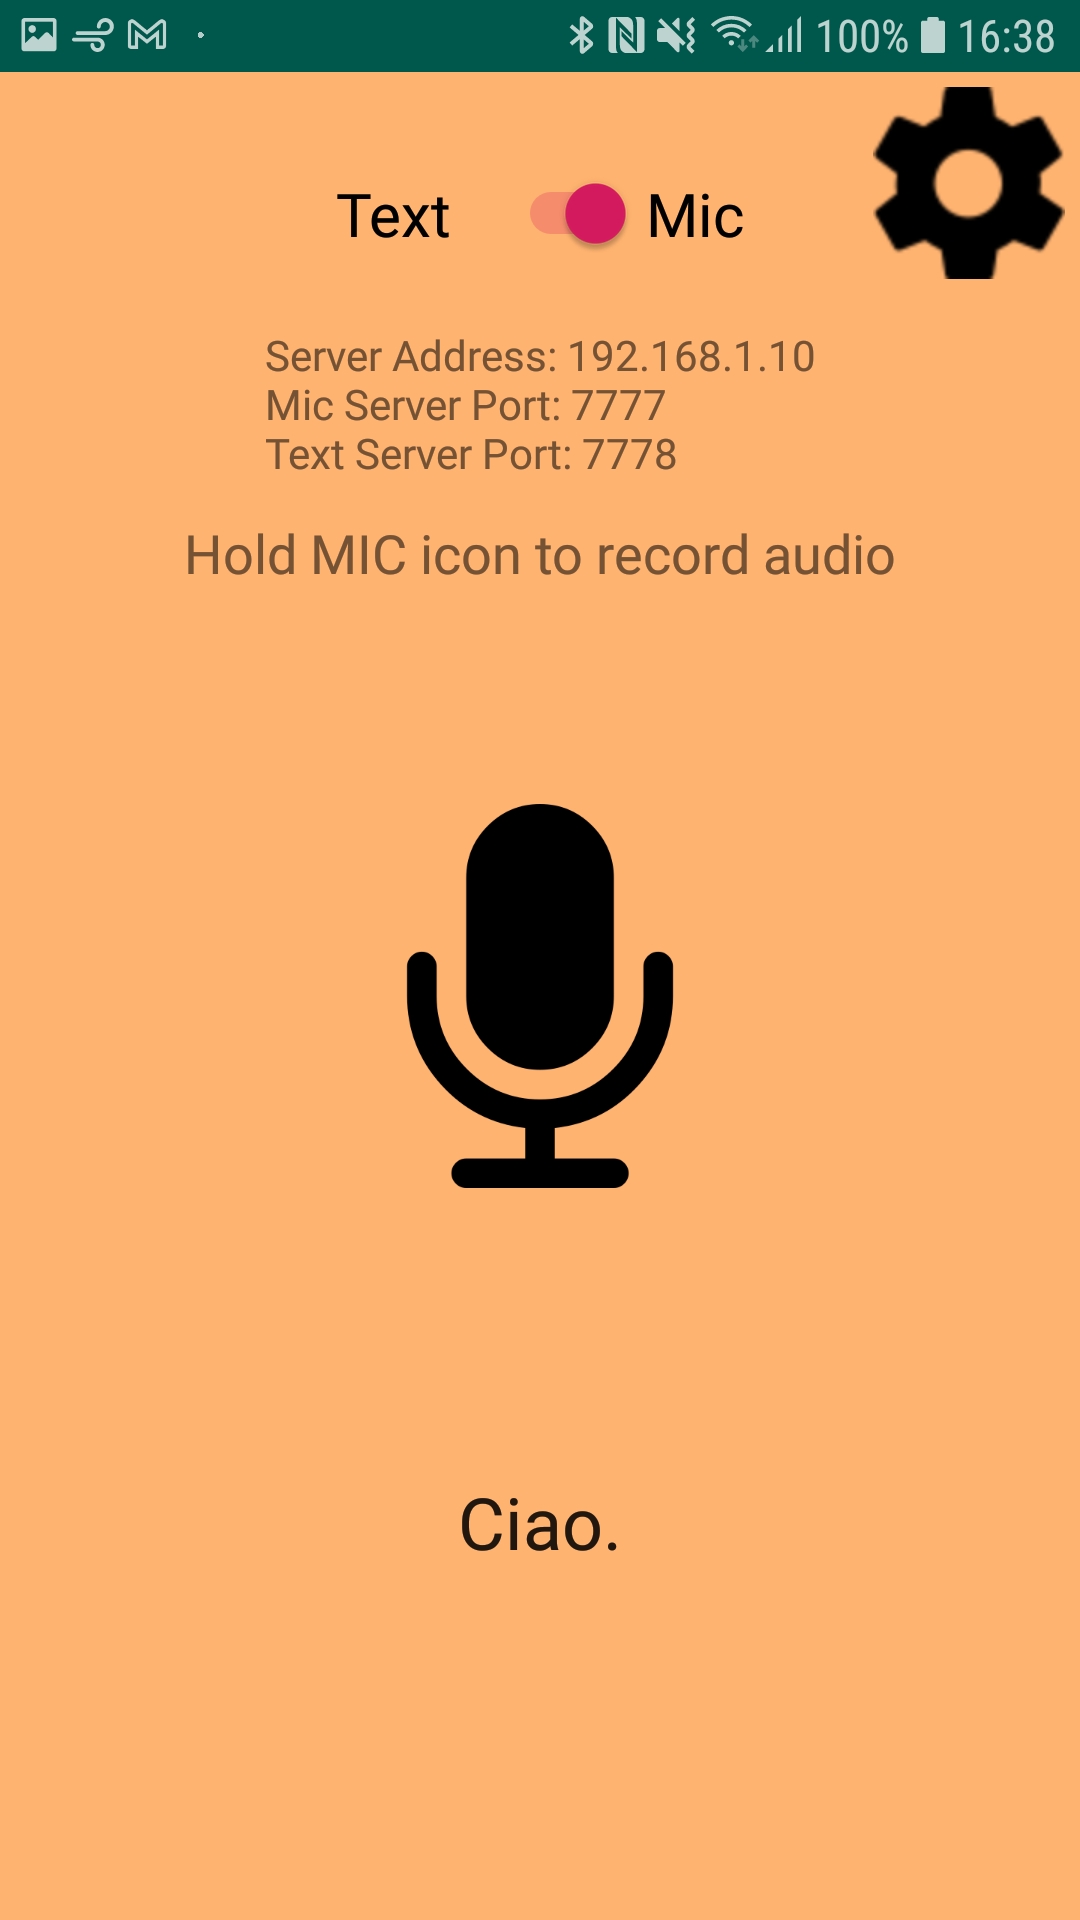 100% 16:38
Text Mic
Server Address: 192.168.1.10
Mic Server Port: 7777
Text Server Port: 7778
Hold MIC icon to record audio
Ciao.